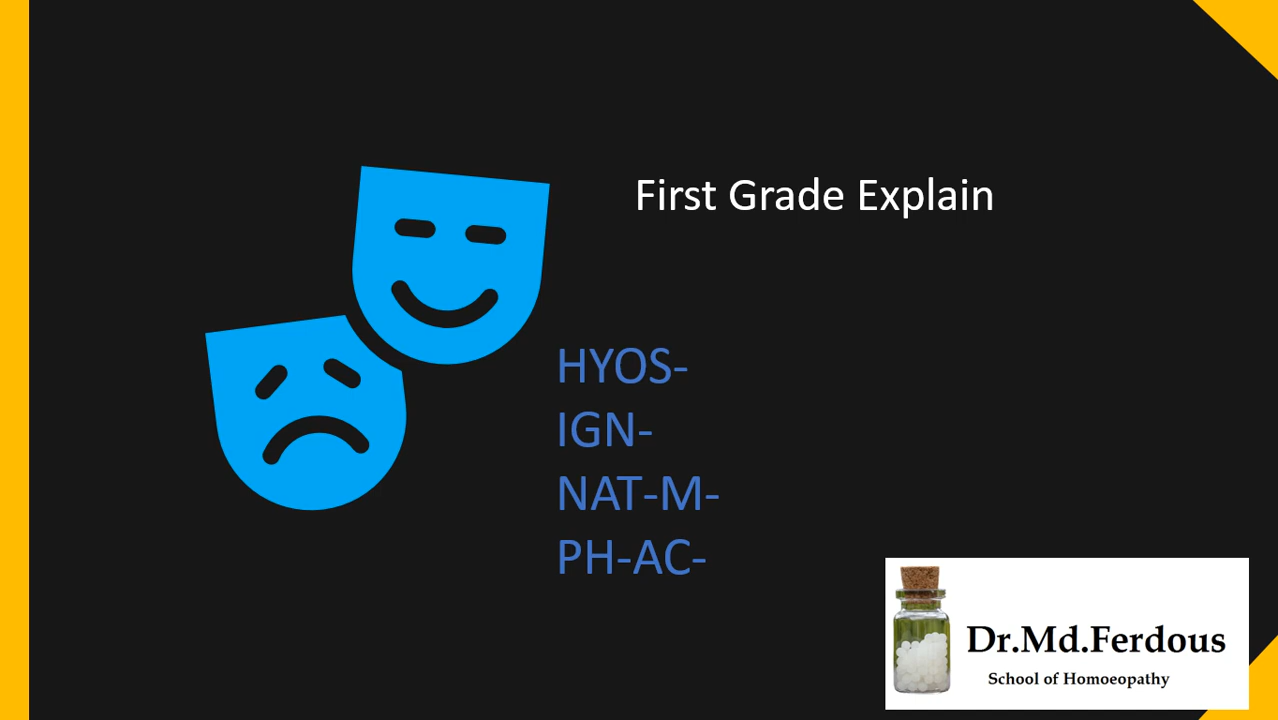 First Grade Explain
HYOS-
IGN-
NAT-M-
PH-AC-
Dr.Md.Ferdous
School of Homoeopathy